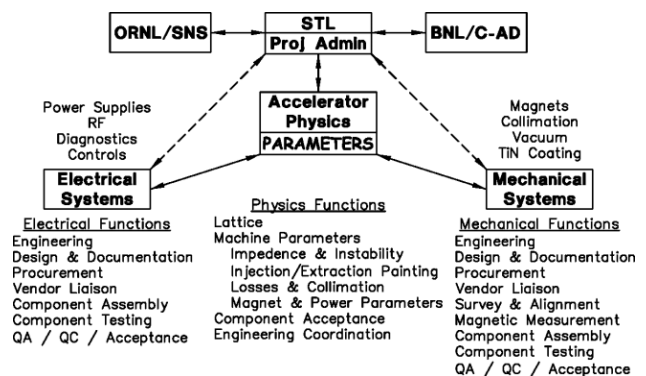 ORNL/SNS
STL
Proj Admin
BNL/C-AD
Accelerator
Physics
PARAMETERS
Power Supplies
RF
Diagnostics
Controls
Magnets
Collimation
Vacuum
TiN Coating
Electrical
Systems
Mechanical
Systems
Electrical Functions
Engineering
Design & Documentation
Procurement
Vendor Liaison
Component Assembly
Component Testing
QA / QC / Acceptance
Physics Functions
Lattice
Machine Parameters
Impedence & Instability
Injection/Extraction Painting
Losses & Collimation
Magnet & Power Parameters
Component Acceptance
Engineering Coordination
Mechanical Functions
Engineering
Design & Documentation
Procurement
Vendor Liaison
Survey & Alignment
Magnetic Measurement
Component Assembly
Component Testing
QA / QC / Acceptance